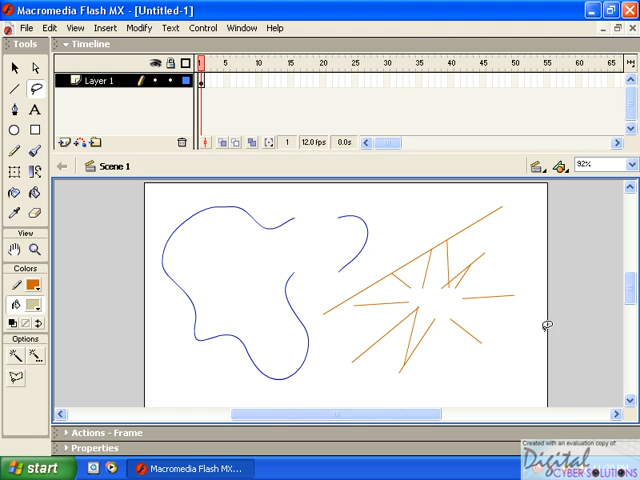 Macromedia Flash MX - [Untitled-1]
File Edit View Insert Modify Text Control Window Help
Tools
Timeline
1 5 10 15 20 25 30 35 40 45 50 55 60 65
Layer 1
1 12.0 fps 0.0s
Scene 1
92%
View
Colors
Options
Actions - Frame
Properties
Created with an evaluation copy of
Digital
CYBER SOLUTIONS
start
Macromedia Flash MX...